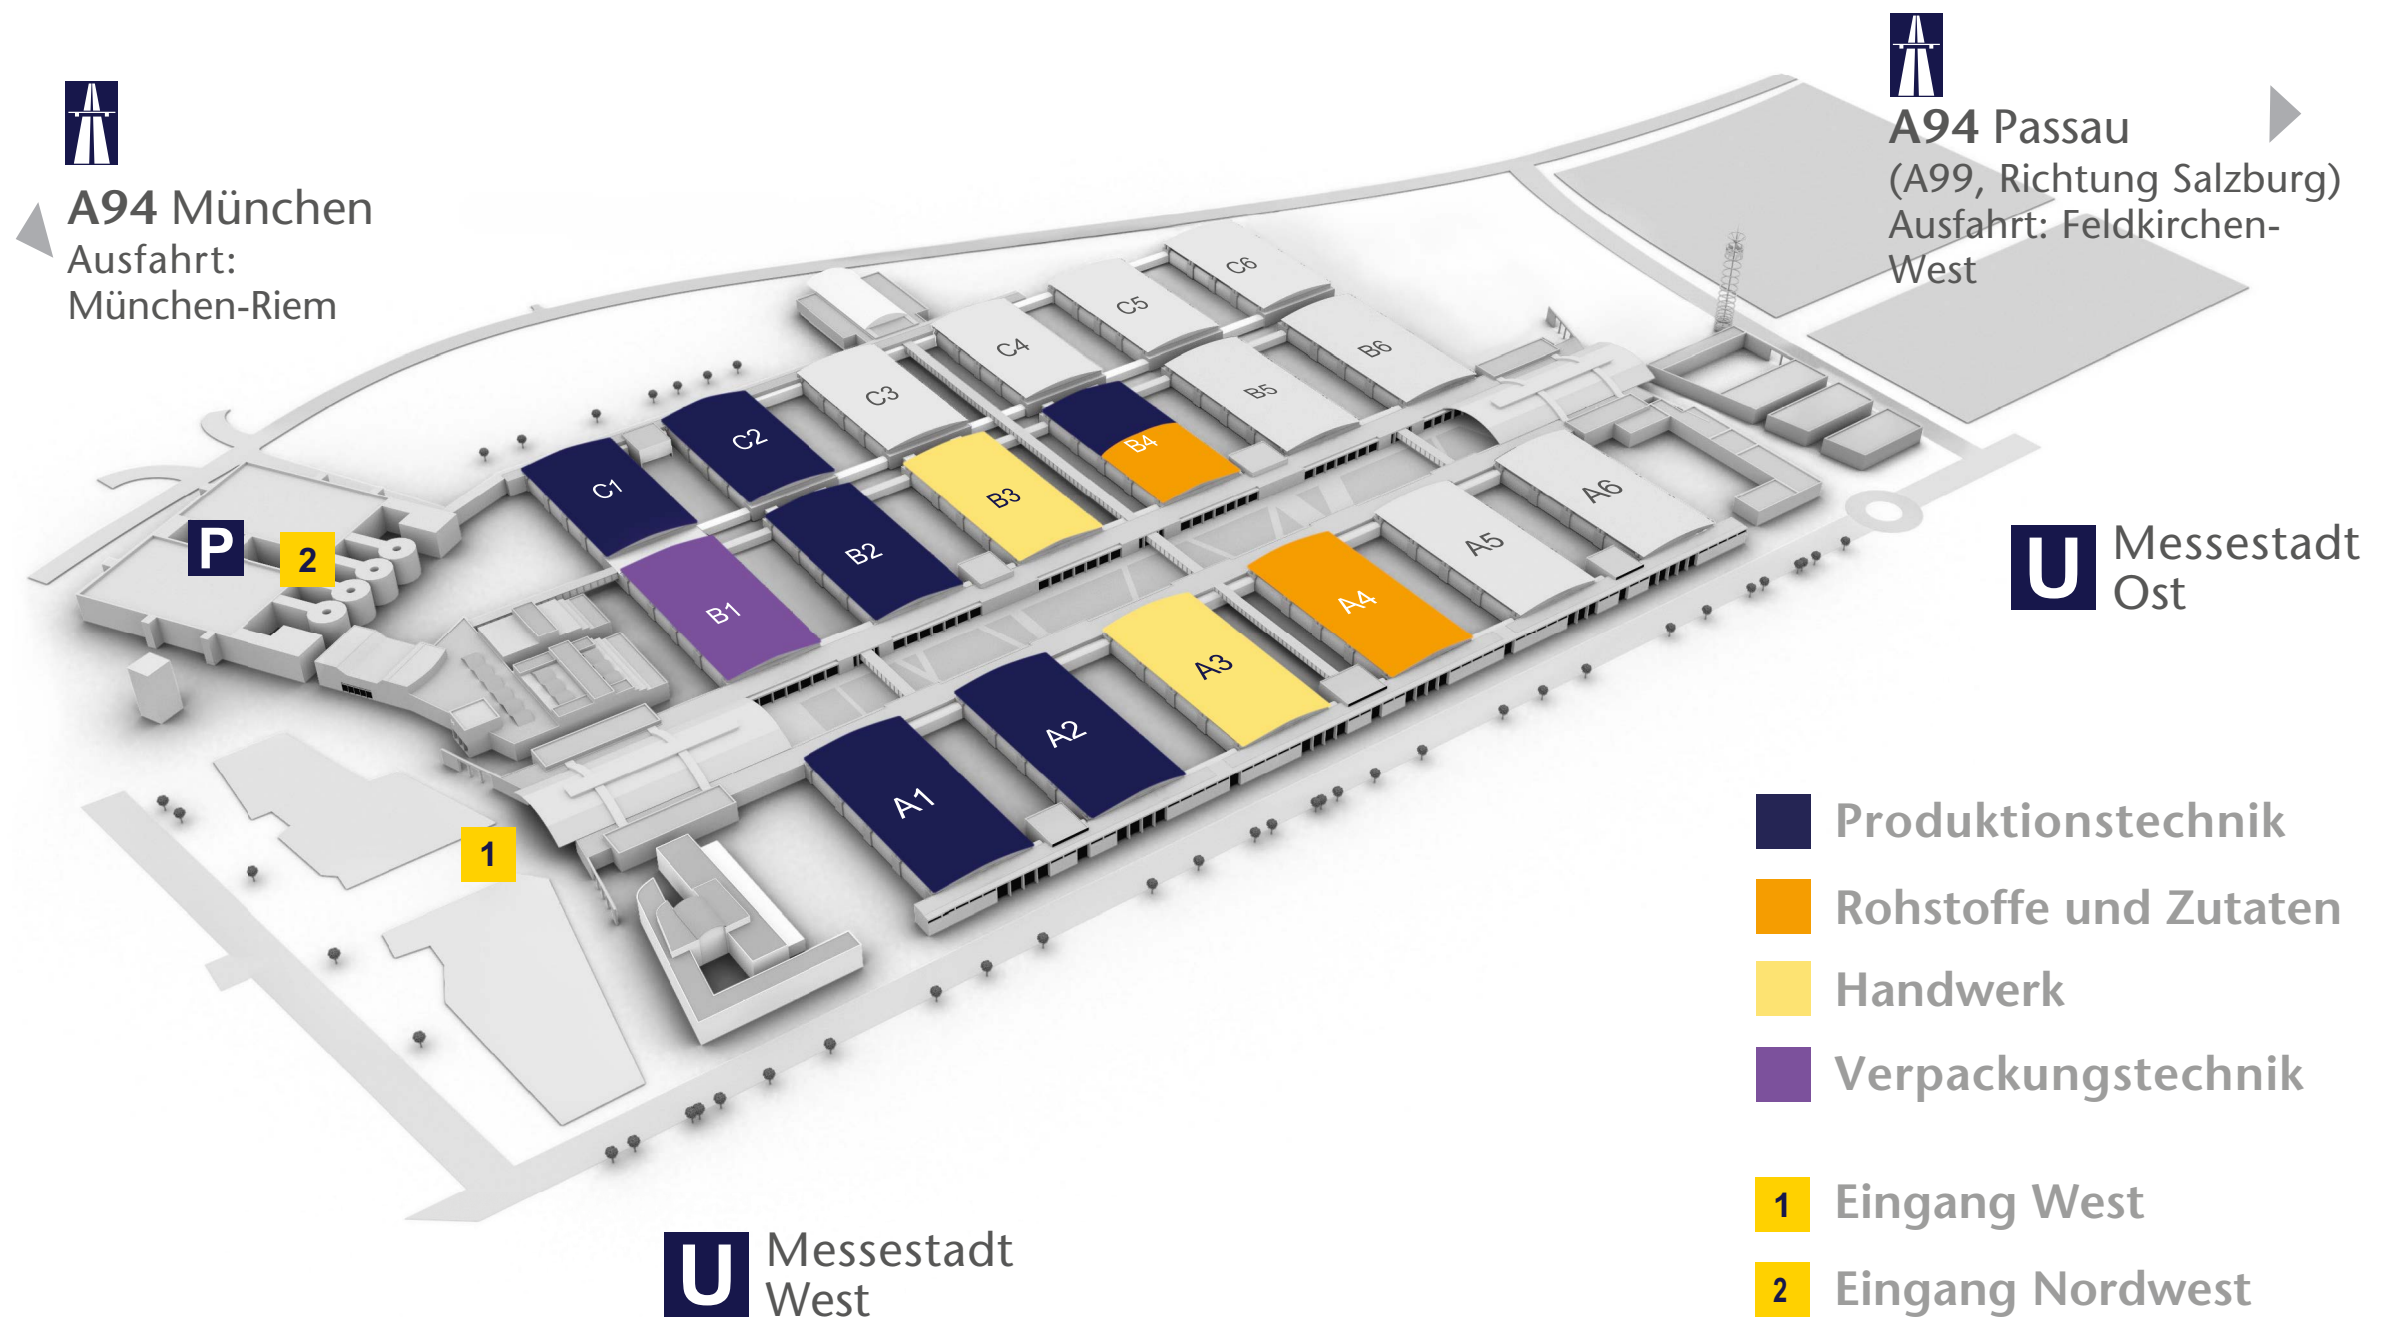 A94 München
Ausfahrt:
München-Riem
A94 Passau
(A99, Richtung Salzburg)
Ausfahrt: Feldkirchen-
West
C6
C5
C4
C3
C2
C1
B6
B5
B4
B3
B2
B1
A6
A5
A4
A3
A2
A1
P
2
1
U Messestadt
Ost
U Messestadt
West
Produktionstechnik
Rohstoffe und Zutaten
Handwerk
Verpackungstechnik
1 Eingang West
2 Eingang Nordwest